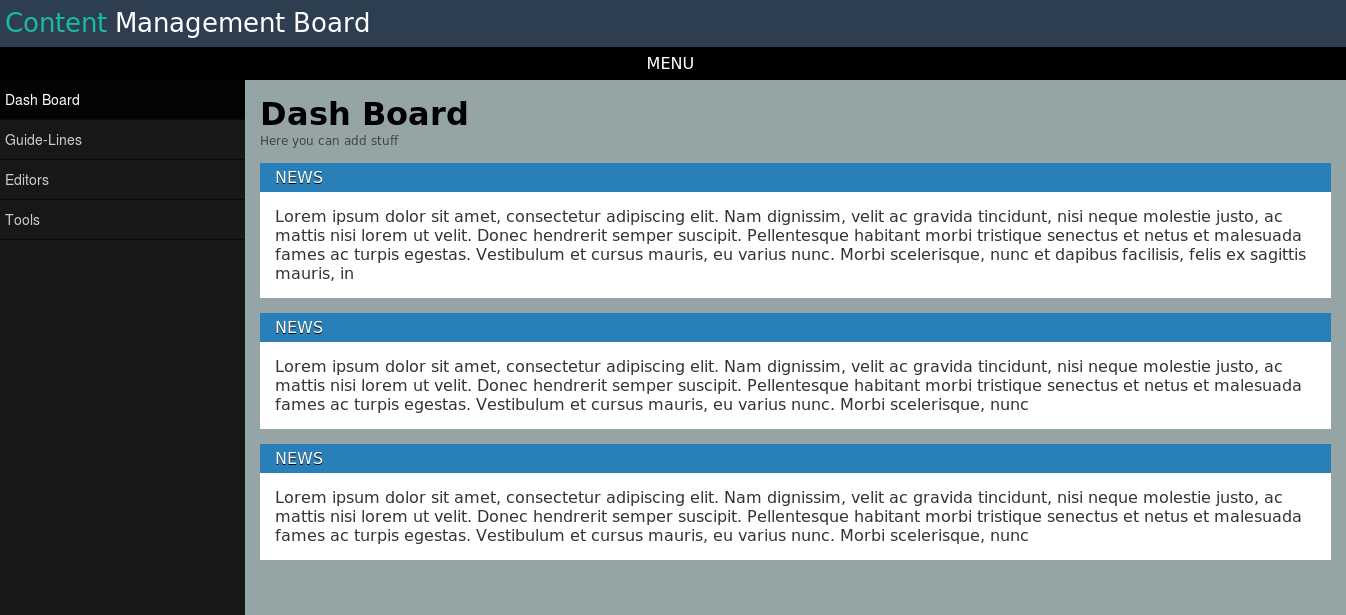 Content Management Board
MENU
Dash Board
Guide-Lines
Editors
Tools
Dash Board
Here you can add stuff
NEWS
Lorem ipsum dolor sit amet, consectetur adipiscing elit. Nam dignissim, velit ac gravida tincidunt, nisi neque molestie justo, ac
mattis nisi lorem ut velit. Donec hendrerit semper suscipit. Pellentesque habitant morbi tristique senectus et netus et malesuada
fames ac turpis egestas. Vestibulum et cursus mauris, eu varius nunc. Morbi scelerisque, nunc et dapibus facilisis, felis ex sagittis
mauris, in
NEWS
Lorem ipsum dolor sit amet, consectetur adipiscing elit. Nam dignissim, velit ac gravida tincidunt, nisi neque molestie justo, ac
mattis nisi lorem ut velit. Donec hendrerit semper suscipit. Pellentesque habitant morbi tristique senectus et netus et malesuada
fames ac turpis egestas. Vestibulum et cursus mauris, eu varius nunc. Morbi scelerisque, nunc
NEWS
Lorem ipsum dolor sit amet, consectetur adipiscing elit. Nam dignissim, velit ac gravida tincidunt, nisi neque molestie justo, ac
mattis nisi lorem ut velit. Donec hendrerit semper suscipit. Pellentesque habitant morbi tristique senectus et netus et malesuada
fames ac turpis egestas. Vestibulum et cursus mauris, eu varius nunc. Morbi scelerisque, nunc